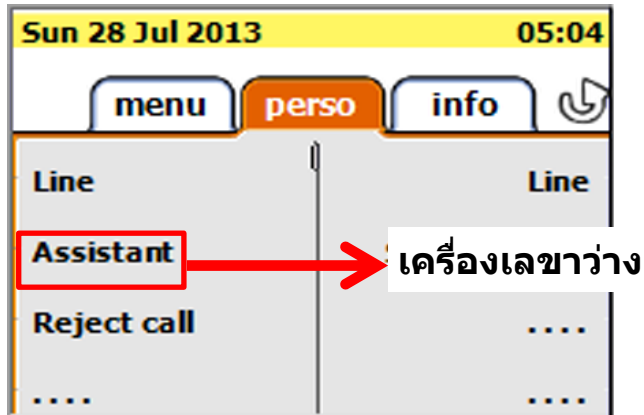 Sun 28 Jul 2013 05:04
menu perso info
Line Line
Assistant เครื่องเลขาว่าง
Reject call ....
.... ....